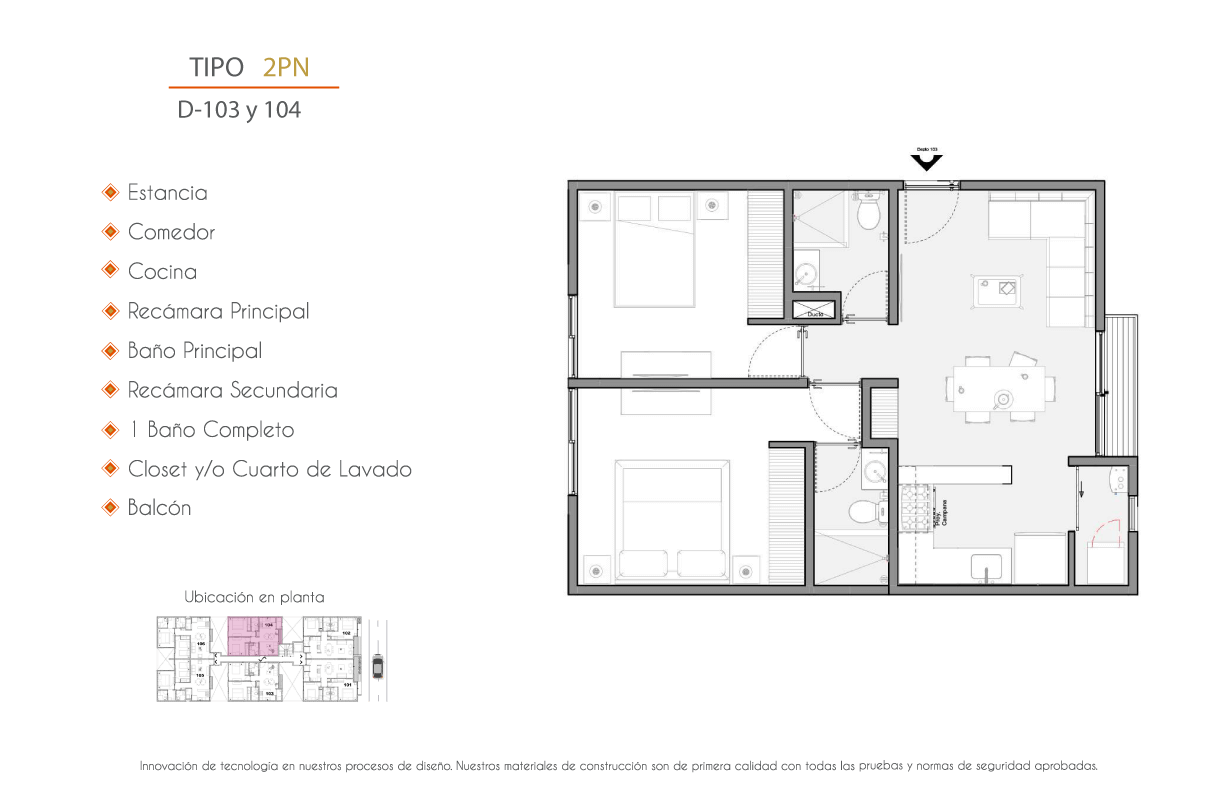 TIPO 2PN
D-103 y 104
Estancia
Comedor
Cocina
Recámara Principal
Baño Principal
Recámara Secundaria
1 Baño Completo
Closet y/o Cuarto de Lavado
Balcón
Depto 103
Ducto
Proy.
Campana
Ubicación en planta
104
102
106
105
103
101
Innovación de tecnología en nuestros procesos de diseño. Nuestros materiales de construcción son de primera calidad con todas las pruebas y normas de seguridad aprobadas.